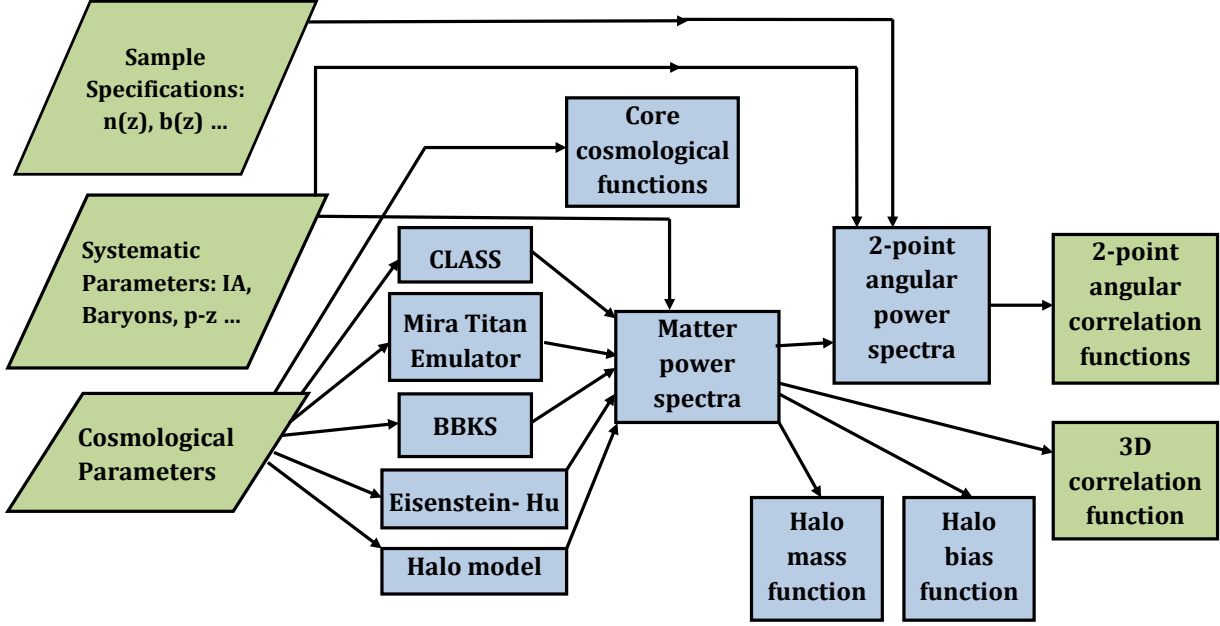 Sample
Specifications:
n(z), b(z) ...
Systematic
Parameters: IA,
Baryons, p-z ...
Cosmological
Parameters
Core
cosmological
functions
CLASS
Mira Titan
Emulator
BBKS
Eisenstein- Hu
Halo model
Matter
power
spectra
2-point
angular
power
spectra
2-point
angular
correlation
functions
3D
correlation
function
Halo
mass
function
Halo
bias
function